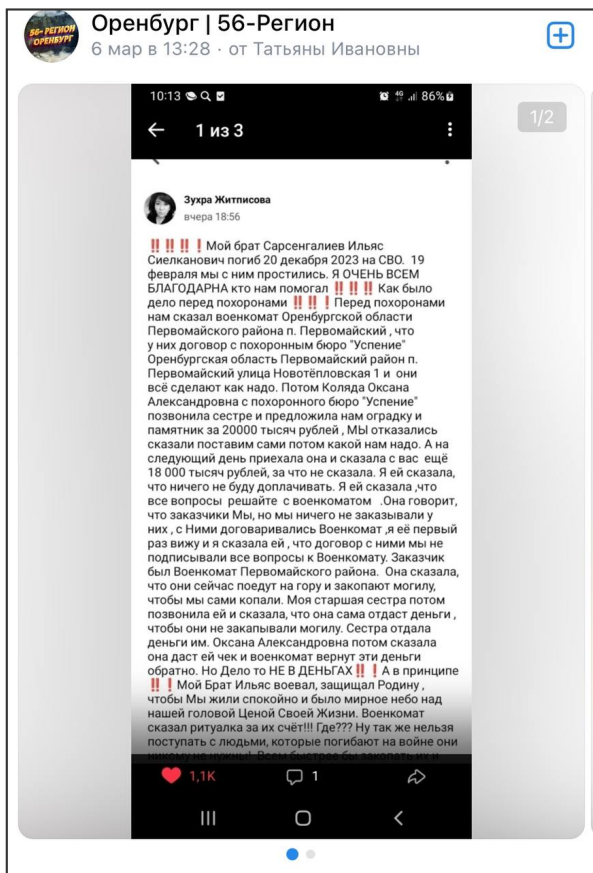 56- РЕГИОН
ОРЕНБУРГ
Оренбург | 56-Регион
6 мар в 13:28 · от Татьяны Ивановны
1/2
10:13
4G
86%
1 из 3
Зухра Житписова
вчера 18:56
‼️‼️‼️❗Мой брат Сарсенгалиев Ильяс
Сиелканович погиб 20 декабря 2023 на СВО. 19
февраля мы с ним простились. Я ОЧЕНЬ ВСЕМ
БЛАГОДАРНА кто нам помогал ‼️‼️‼️ Как было
дело перед похоронами ‼️‼️❗Перед похоронами
нам сказал военкомат Оренбургской области
Первомайского района п. Первомайский , что
у них договор с похоронным бюро "Успение"
Оренбургская область Первомайский район п.
Первомайский улица Новотёпловская 1 и они
всё сделают как надо. Потом Коляда Оксана
Александровна с похоронного бюро "Успение"
позвонила сестре и предложила нам оградку и
памятник за 20000 тысяч рублей , МЫ отказались
сказали поставим сами потом какой нам надо. А на
следующий день приехала она и сказала с вас ещё
18 000 тысяч рублей, за что не сказала. Я ей сказала,
что ничего не буду доплачивать. Я ей сказала ,что
все вопросы решайте с военкоматом .Она говорит,
что заказчики Мы, но мы ничего не заказывали у
них , с Ними договаривались Военкомат ,я её первый
раз вижу и я сказала ей , что договор с ними мы не
подписывали все вопросы к Военкомату. Заказчик
был Военкомат Первомайского района. Она сказала,
что они сейчас поедут на гору и закопают могилу,
чтобы мы сами копали. Моя старшая сестра потом
позвонила ей и сказала, что она сама отдаст деньги ,
чтобы они не закапывали могилу. Сестра отдала
деньги им. Оксана Александровна потом сказала
она даст ей чек и военкомат вернут эти деньги
обратно. Но Дело то НЕ В ДЕНЬГАХ‼️❗А в принципе
‼️❗Мой Брат Ильяс воевал, защищал Родину ,
чтобы Мы жили спокойно и было мирное небо над
нашей головой Ценой Своей Жизни. Военкомат
сказал ритуалка за их счёт!!! Где??? Ну так же нельзя
поступать с людьми, которые погибают на войне они
никому не нужны! Всем быстрее бы закопать их и
1,1K
1